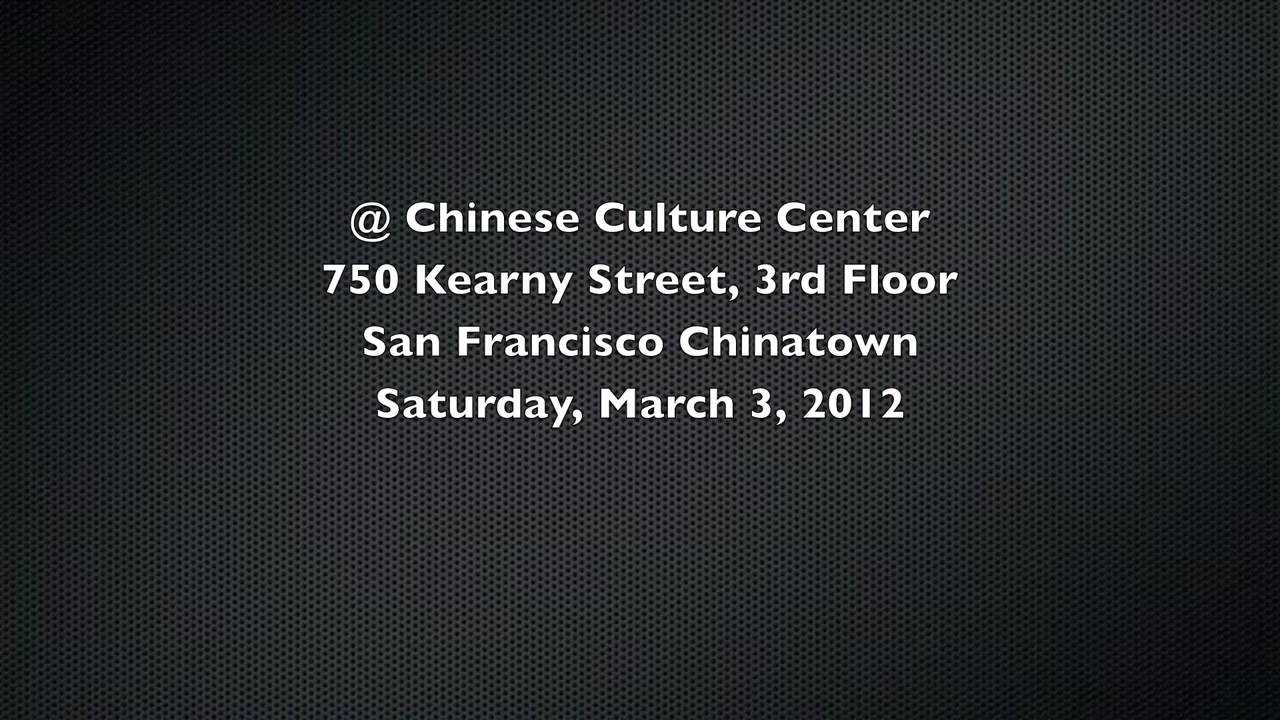 @ Chinese Culture Center
750 Kearny Street, 3rd Floor
San Francisco Chinatown
Saturday, March 3, 2012